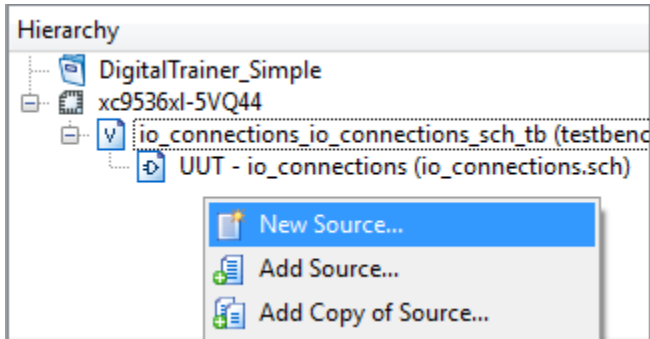 Hierarchy
DigitalTrainer_Simple
xc9536xl-5VQ44
io_connections_io_connections_sch_tb (testbenc
UUT - io_connections (io_connections.sch)
New Source...
Add Source...
Add Copy of Source...